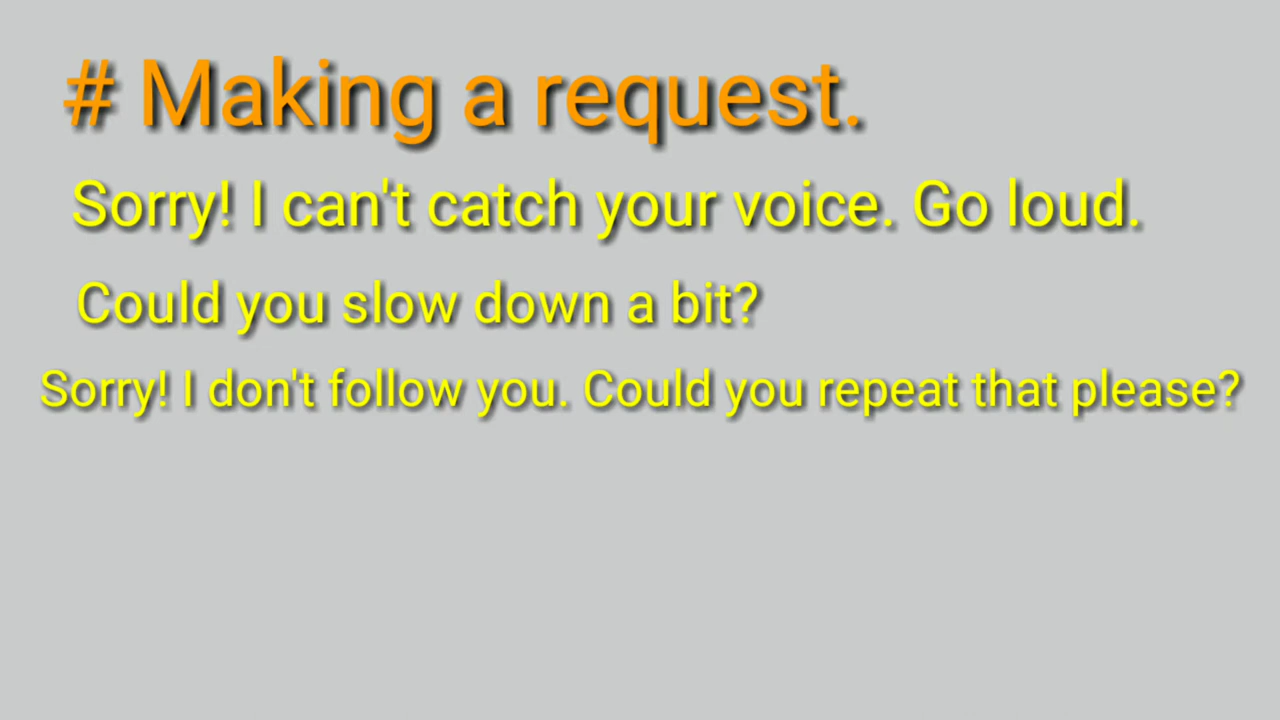 # Making a request.
Sorry! I can't catch your voice. Go loud.
Could you slow down a bit?
Sorry! I don't follow you. Could you repeat that please?